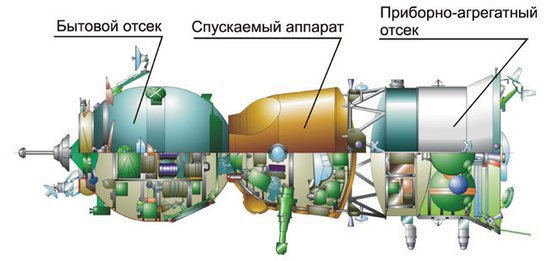 Бытовой отсек
Спускаемый аппарат
Приборно-агрегатный
отсек